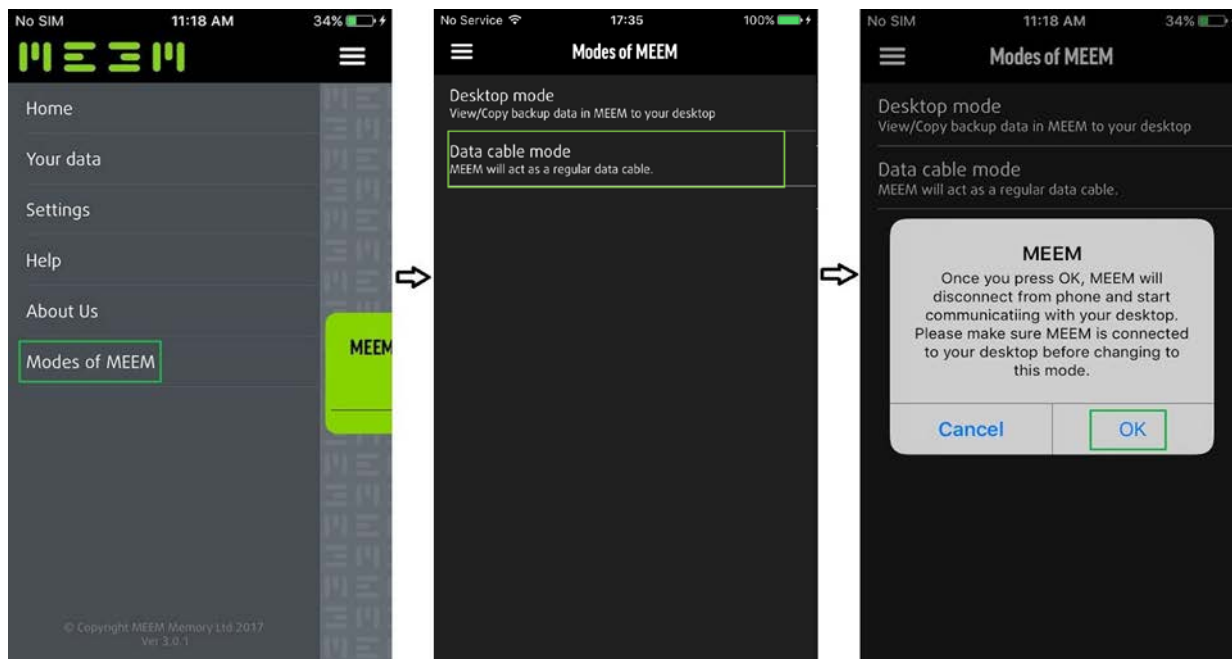 No SIM 11:18 AM 34%
MEEM
Home
Your data
Settings
Help
About Us
Modes of MEEM
MEEM
© Copyright MEEM Memory Ltd 2017
Ver 3.0.1
No Service 17:35 100%
Modes of MEEM
Desktop mode
View/Copy backup data in MEEM to your desktop
Data cable mode
MEEM will act as a regular data cable.
No SIM 11:18 AM 34%
Modes of MEEM
Desktop mode
View/Copy backup data in MEEM to your desktop
Data cable mode
MEEM will act as a regular data cable.
MEEM
Once you press OK, MEEM will
disconnect from phone and start
communicatiing with your desktop.
Please make sure MEEM is connected
to your desktop before changing to
this mode.
Cancel OK